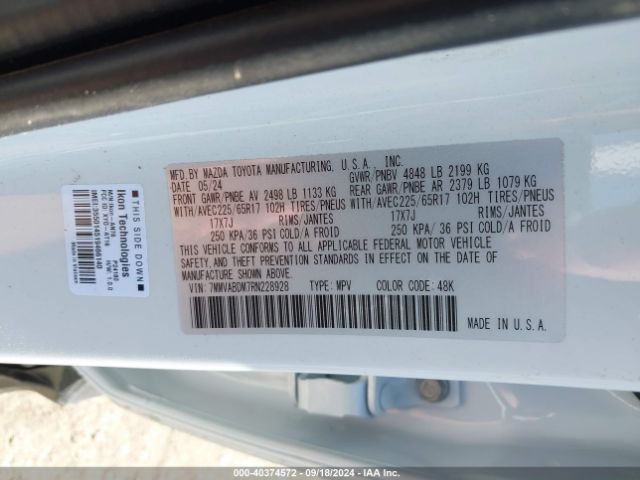 MFD. BY MAZDA TOYOTA MANUFACTURING, U.S.A., INC.
DATE 05/24 GVWR/PNBV 4848 LB 2199 KG
FRONT GAWR/PNBE AV 2498 LB 1133 KG REAR GAWR/PNBE AR 2379 LB 1079 KG
WITH/AVEC225/65R17 102H TIRES/PNEUS WITH/AVEC225/65R17 102H TIRES/PNEUS
17X7J RIMS/JANTES 17X7J RIMS/JANTES
250 KPA/36 PSI COLD/A FROID 250 KPA/36 PSI COLD/A FROID
THIS VEHICLE CONFORMS TO ALL APPLICABLE FEDERAL MOTOR VEHICLE
SAFETY, AND THEFT PREVENTION STANDARDS IN EFFECT ON THE DATE OF
MANUFACTURE SHOWN ABOVE.
VIN: 7MMVABDM7RN228928 TYPE: MPV COLOR CODE: 48K
MADE IN U.S.A.
THIS SIDE DOWN
Ikon Technologies
P24180
H/W: 1.0.0
000-40374572 - 09/18/2024 - IAA Inc.